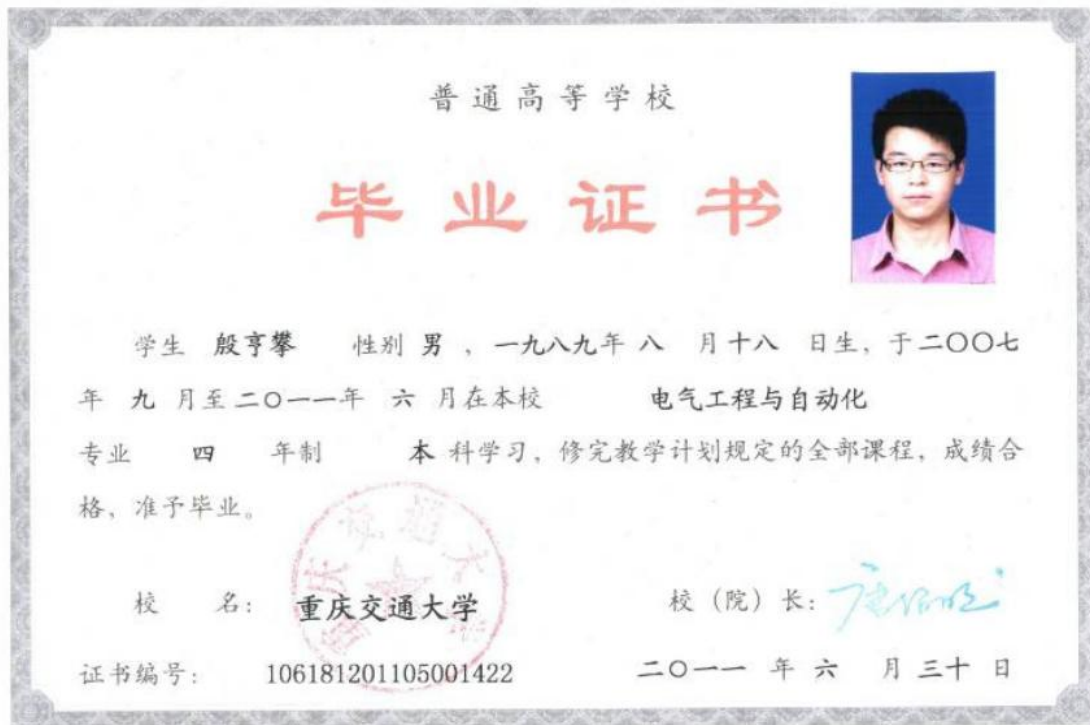 普通高等学校
毕业证书
学生 殷亨攀 性别 男 ，一九八九年 八 月十八 日生，于二〇〇七
年 九 月至二〇一一年 六 月在本校 电气工程与自动化
专业 四 年制 本 科学习，修完教学计划规定的全部课程，成绩合
格，准予毕业。
校 名： 重庆交通大学 校（院）长：
证书编号： 106181201105001422 二〇一一 年 六 月 三十 日